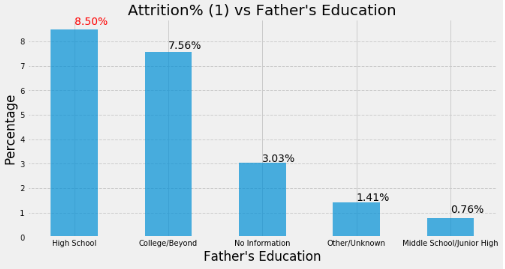 Attrition% (1) vs Father's Education
8.50%
7.56%
3.03%
1.41%
0.76%
Percentage
8
7
6
5
4
3
2
1
0
High School
College/Beyond
No Information
Other/Unknown
Middle School/Junior High
Father's Education